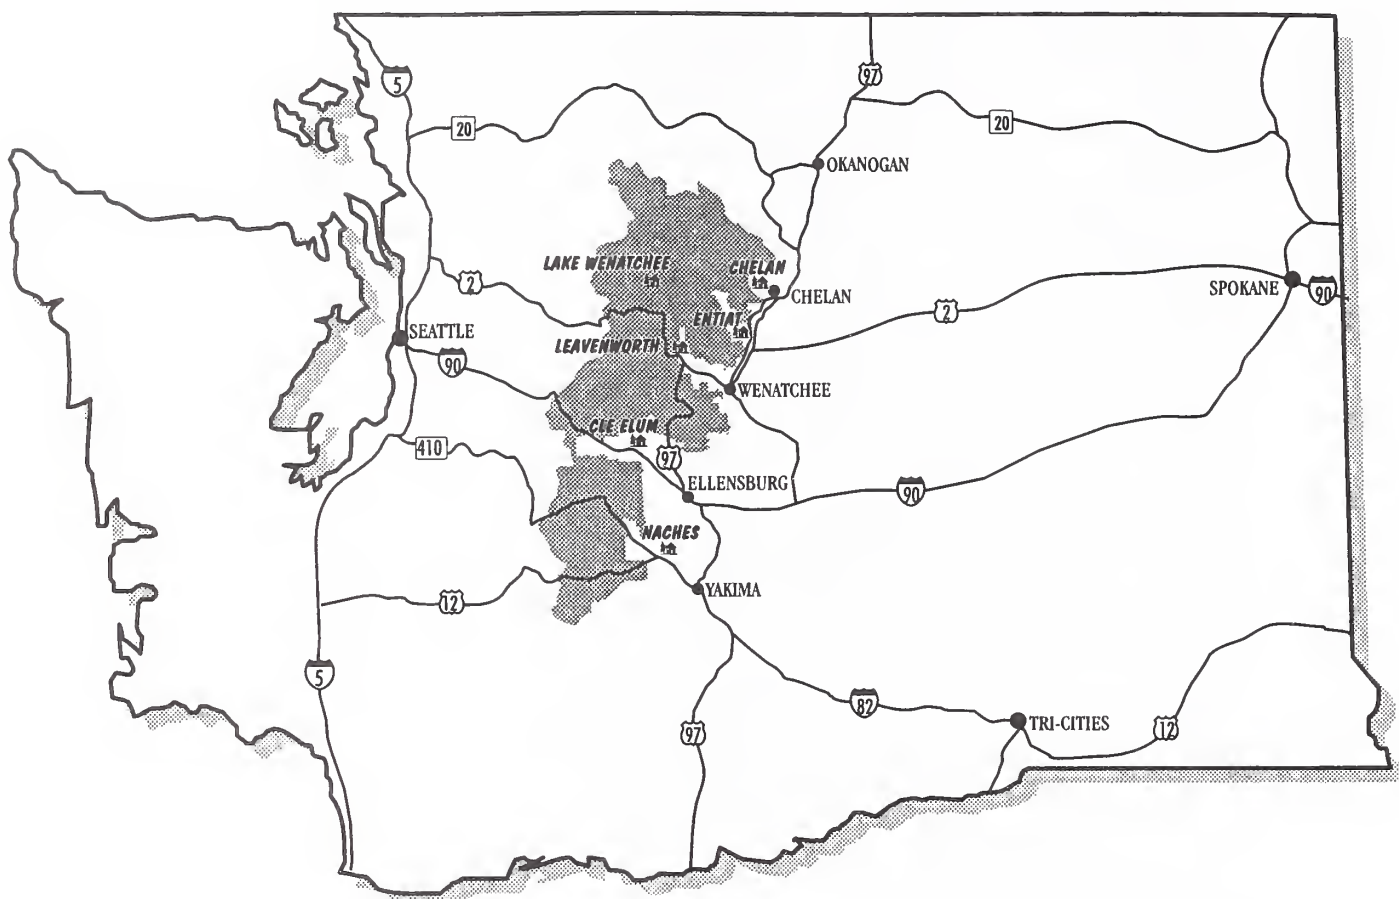 5
97
20
20
OKANOGAN
LAKE WENATCHEE
CHELAN
2
CHELAN
SPOKANE
90
ENTIAT
2
SEATTLE
LEAVENWORTH
90
WENATCHEE
CLE ELUM
410
97
ELLENSBURG
90
NACHES
YAKIMA
12
5
82
97
TRI-CITIES
12